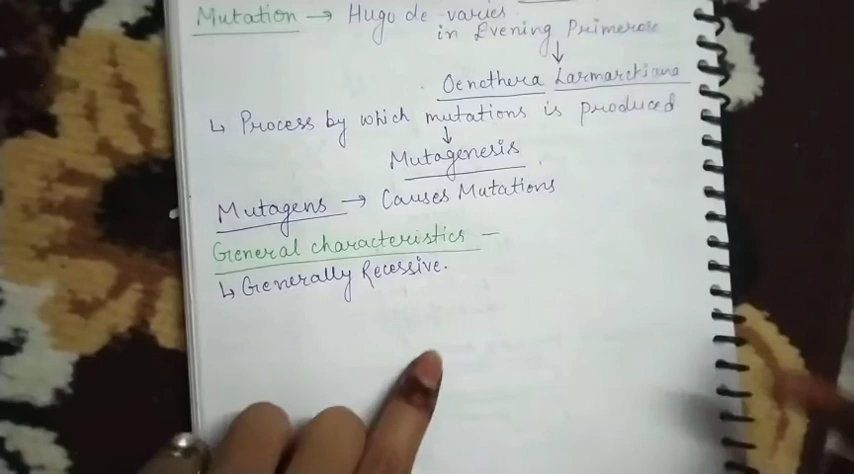 Mutation → Hugo de varies
in Evening Primerose
↓
Oenothera Larmarckiana
↳ Process by which mutations is produced
↓
Mutagenesis
Mutagens → Causes Mutations
General characteristics –
↳ Generally Recessive.